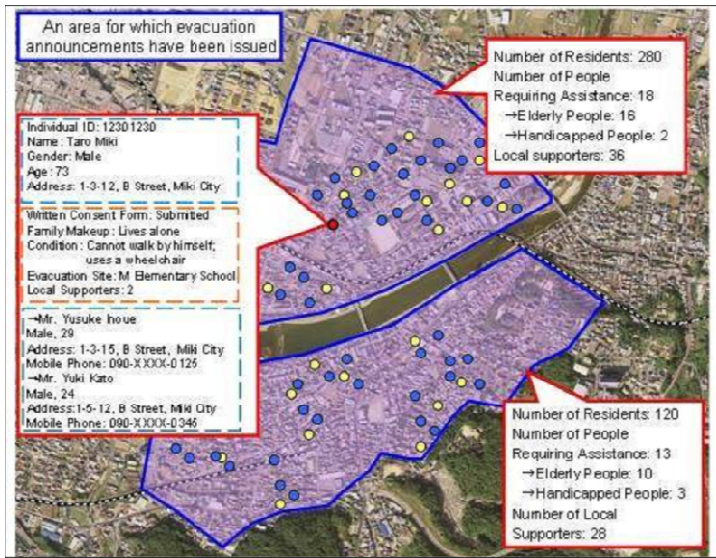 An area for which evacuation
announcements have been issued
Number of Residents: 280
Number of People
Requiring Assistance: 18
→Elderly People: 16
→Handicapped People: 2
Local supporters: 36
Individual ID: 12301230
Name: Taro Miki
Gender: Male
Age: 73
Address: 1-3-12, B Street, Miki City
Written Consent Form: Submitted
Family Makeup: Lives alone
Condition: Cannot walk by himself;
uses a wheelchair
Evacuation Site: M Elementary School
Local Supporters: 2
→Mr. Yusuke Inoue
Male, 29
Address: 1-3-15, B Street, Miki City
Mobile Phone: 090-XXXX-0126
→Mr. Yuki Kato
Male, 24
Address:1-5-12, B Street, Miki City
Mobile Phone: 090-XXXX-0346
Number of Residents: 120
Number of People
Requiring Assistance: 13
→Elderly People: 10
→Handicapped People: 3
Number of Local
Supporters: 28